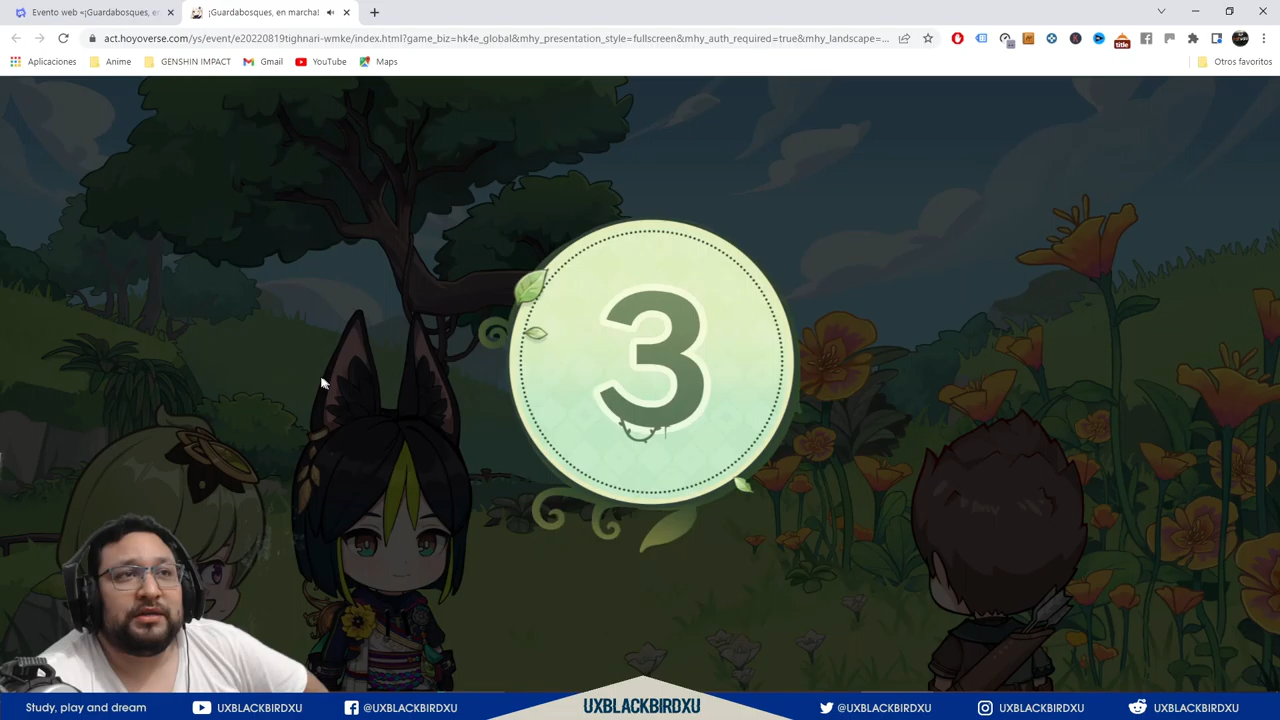 Evento web «¡Guardabosques, en
¡Guardabosques, en marcha!
act.hoyoverse.com/ys/event/e20220819tighnari-wmke/index.html?game_biz=hk4e_global&mhy_presentation_style=fullscreen&mhy_auth_required=true&mhy_landscape=...
title
Aplicaciones
Anime
GENSHIN IMPACT
Gmail
YouTube
Maps
Otros favoritos
3
Study, play and dream
UXBLACKBIRDXU
@UXBLACKBIRDXU
UXBLACKBIRDXU
@UXBLACKBIRDXU
UXBLACKBIRDXU
UXBLACKBIRDXU